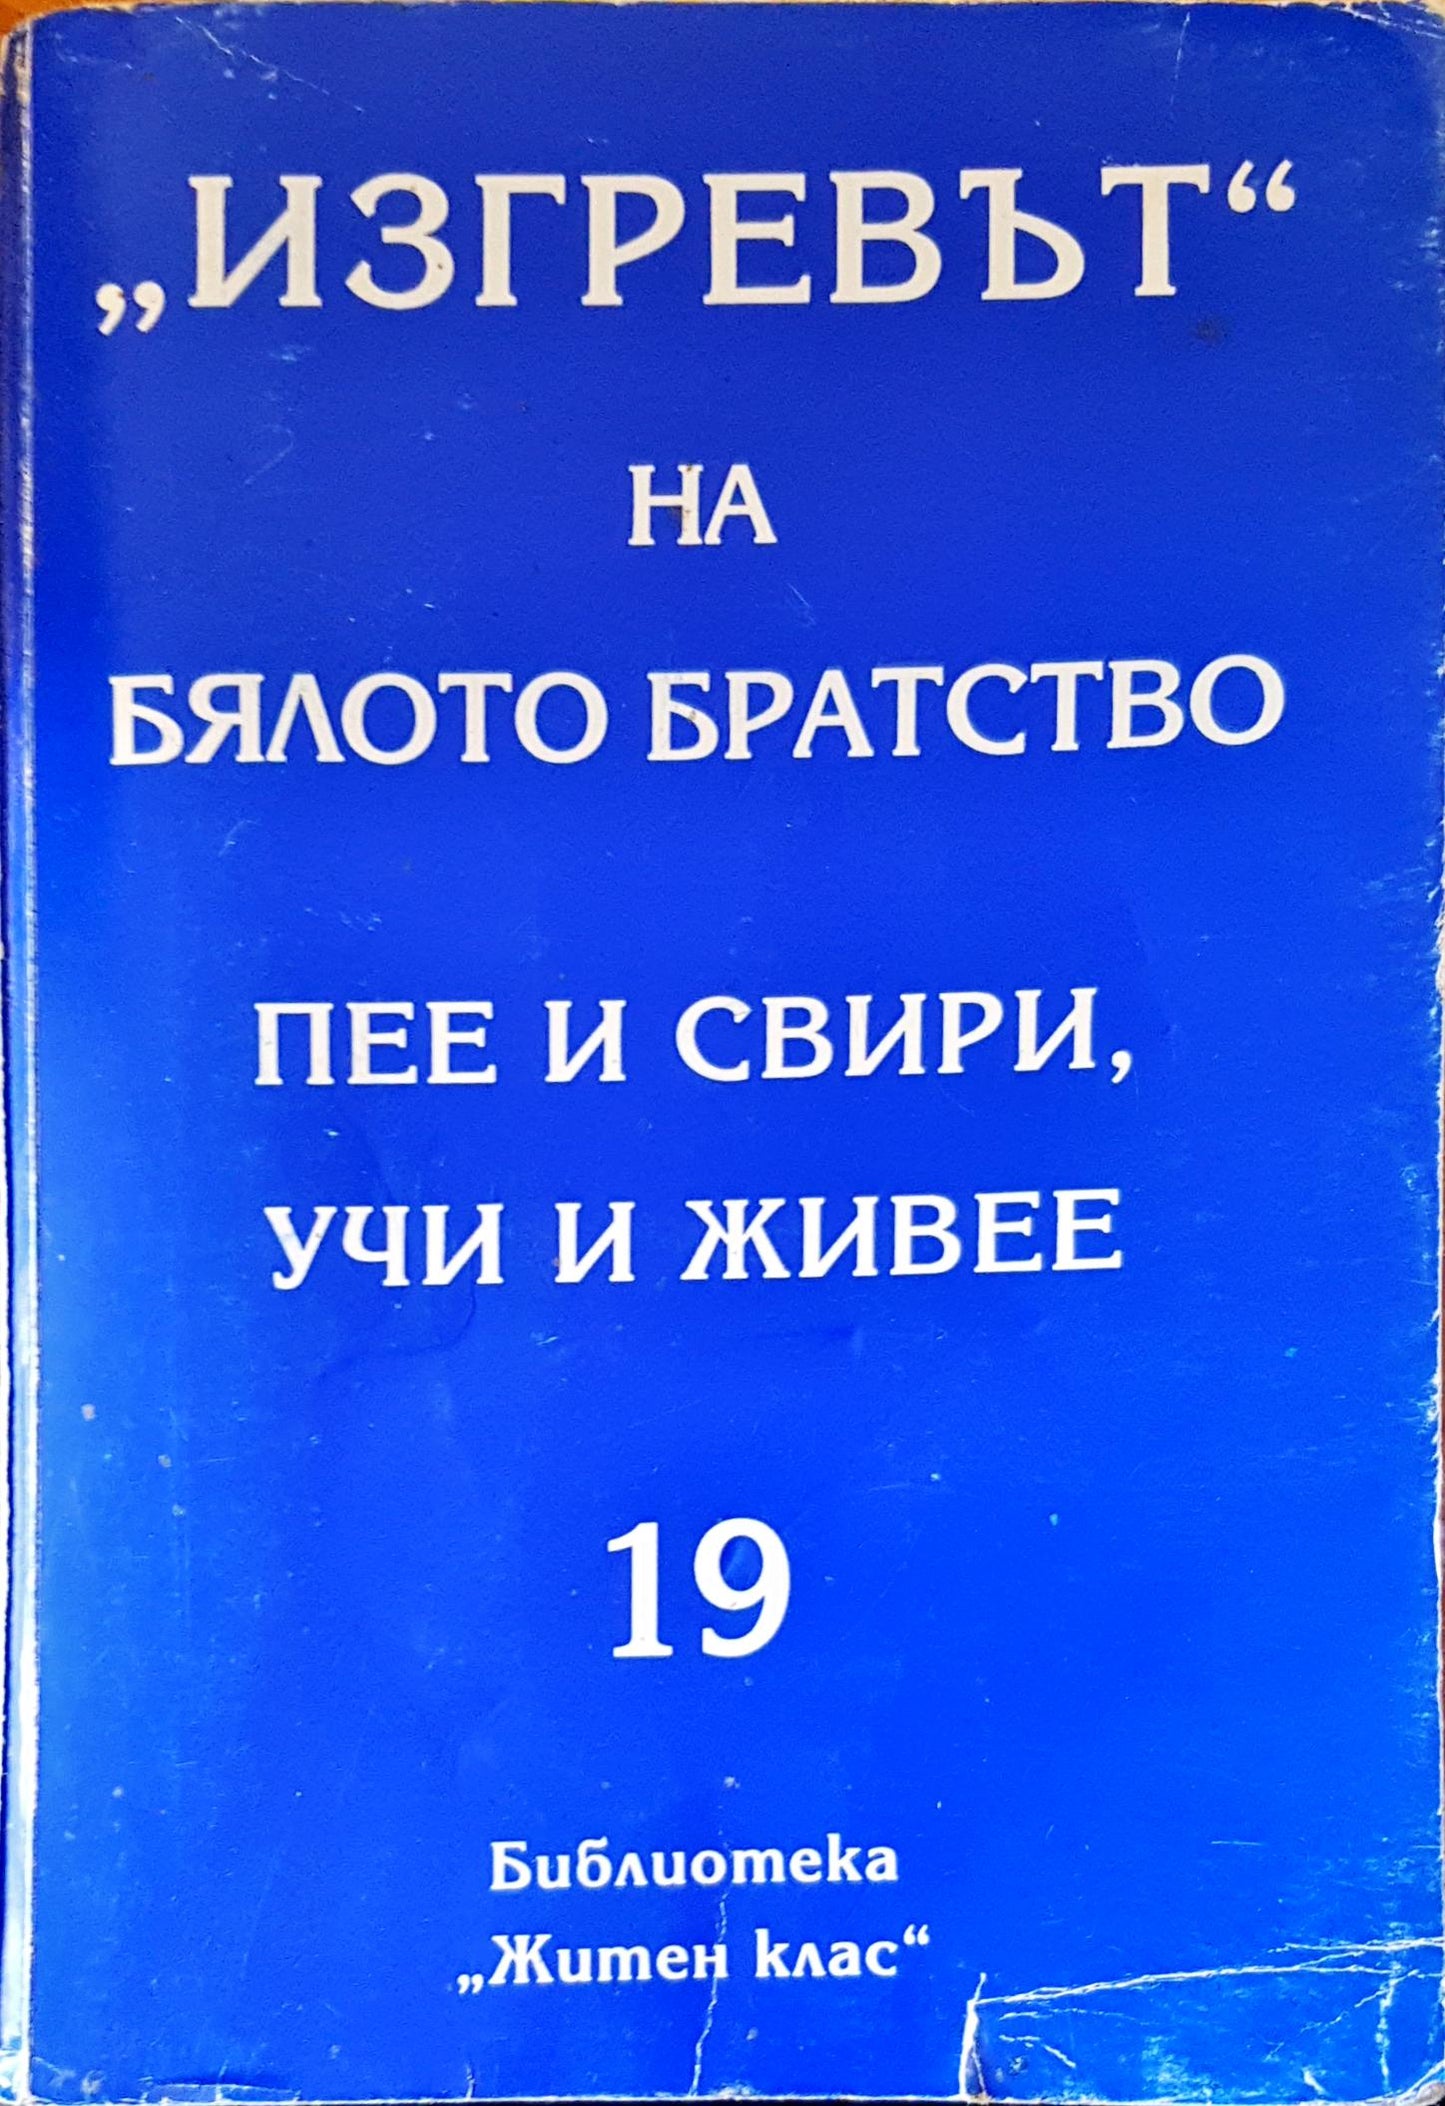 „ИЗГРЕВЪТ“
НА
БЯЛОТО БРАТСТВО
ПЕЕ И СВИРИ,
УЧИ И ЖИВЕЕ
19
Библиотека
„Житен клас“